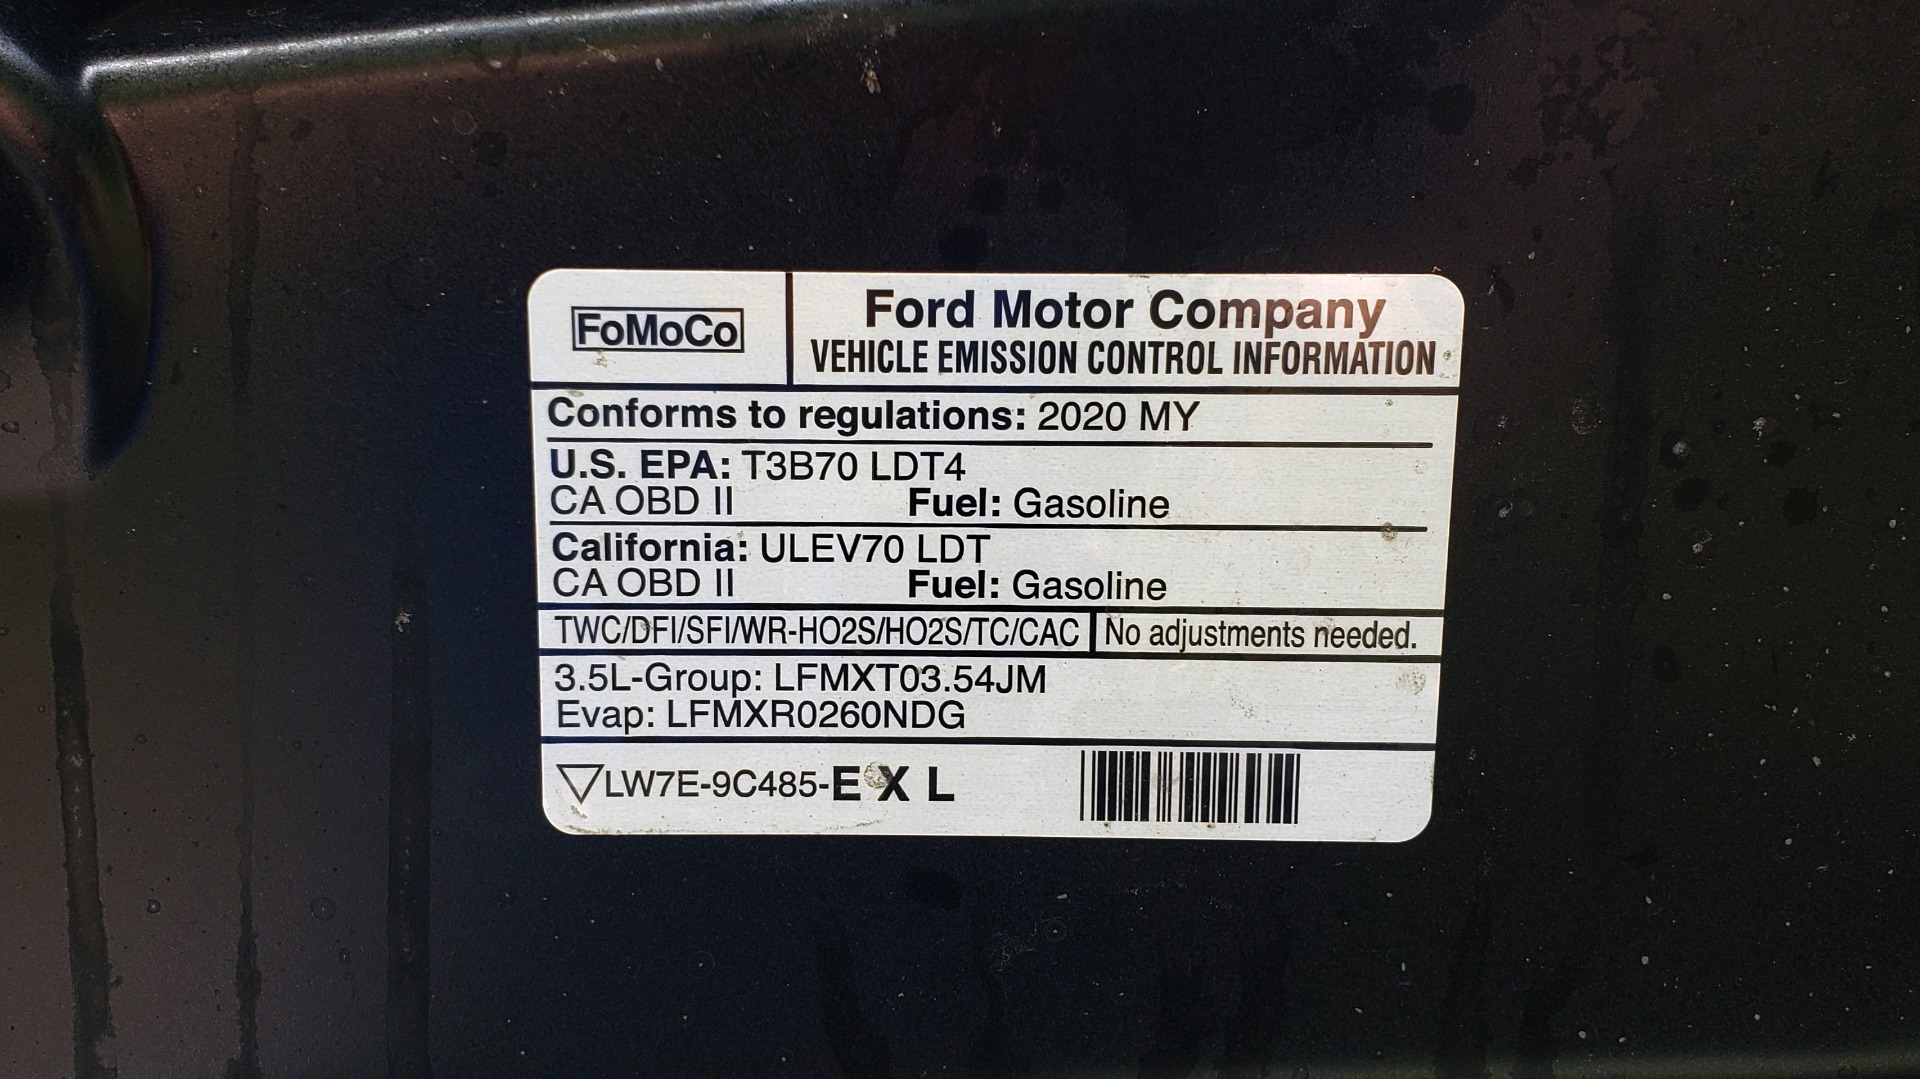 FoMoCo
Ford Motor Company
VEHICLE EMISSION CONTROL INFORMATION
Conforms to regulations: 2020 MY
U.S. EPA: T3B70 LDT4
CA OBD II Fuel: Gasoline
California: ULEV70 LDT
CA OBD II Fuel: Gasoline
TWC/DFI/SFI/WR-HO2S/HO2S/TC/CAC No adjustments needed.
3.5L-Group: LFMXT03.54JM
Evap: LFMXR0260NDG
LW7E-9C485-E X L